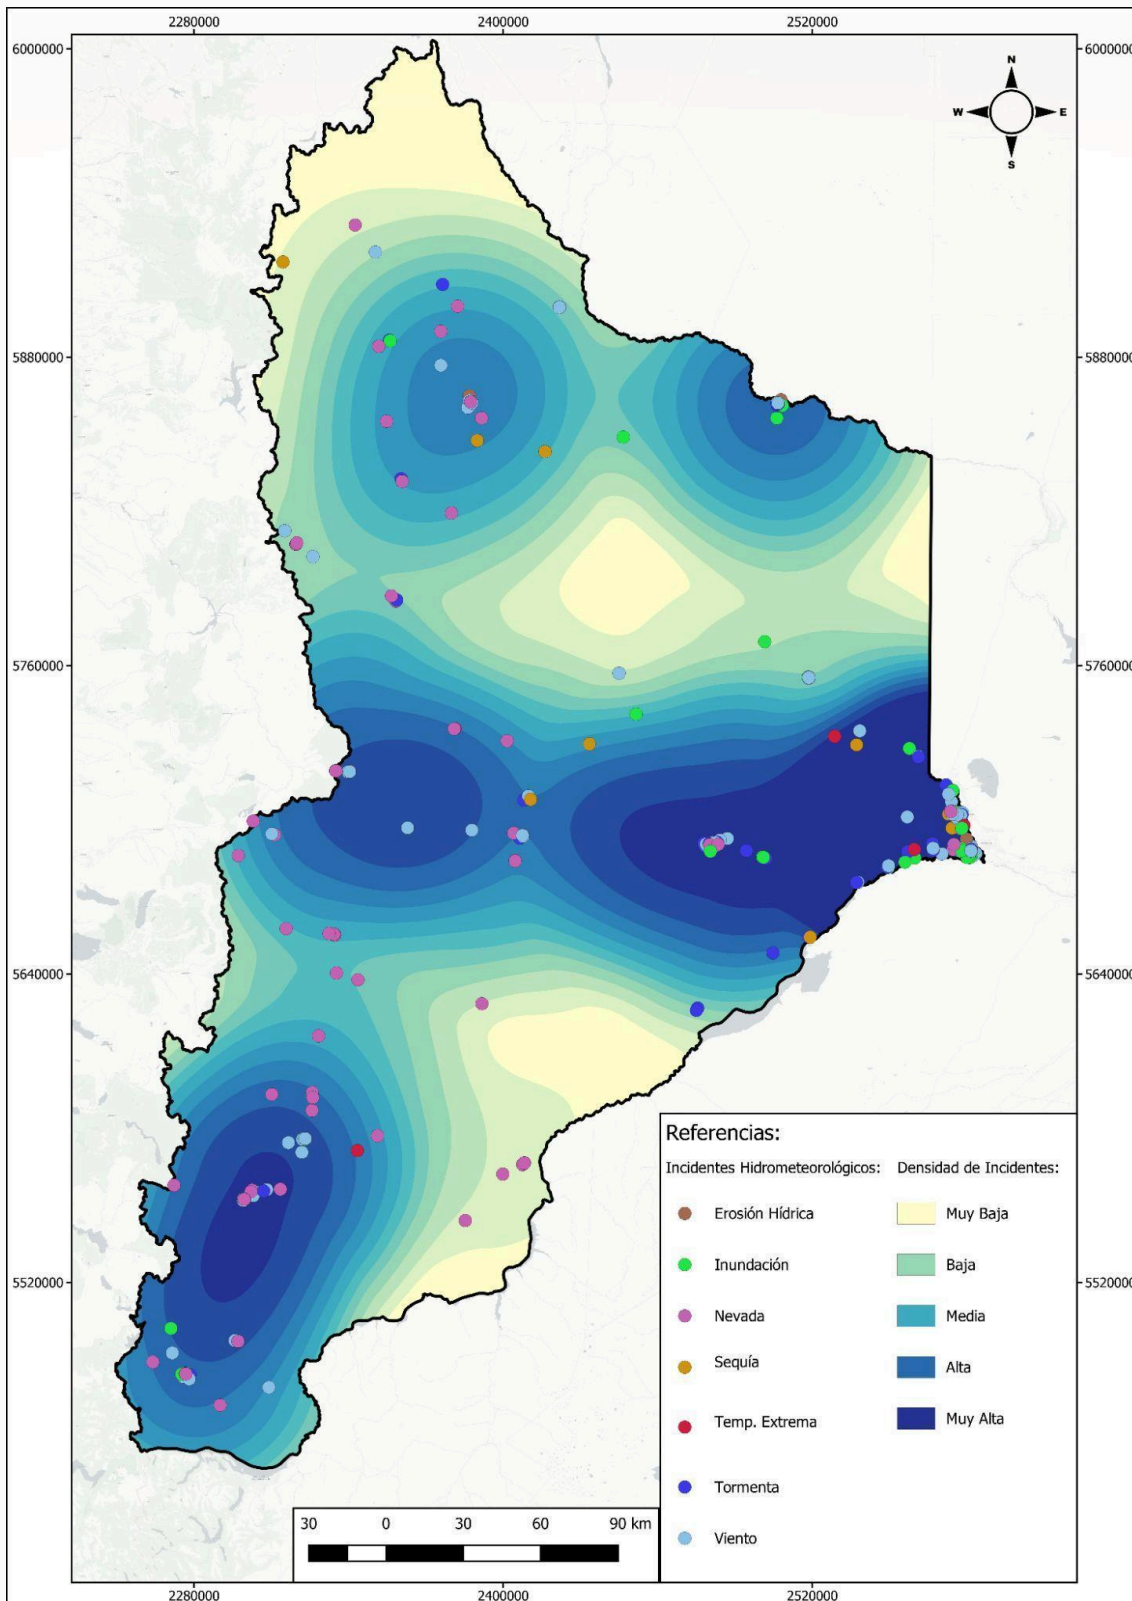 2280000 2400000 2520000
6000000 6000000
N
W E
S
5880000 5880000
5760000 5760000
5640000 5640000
Referencias:
Incidentes Hidrometeorológicos: Densidad de Incidentes:
Erosión Hídrica Muy Baja
Inundación Baja
Nevada Media
Sequía Alta
Temp. Extrema Muy Alta
Tormenta
Viento
5520000 5520000
30 0 30 60 90 km
2280000 2400000 2520000